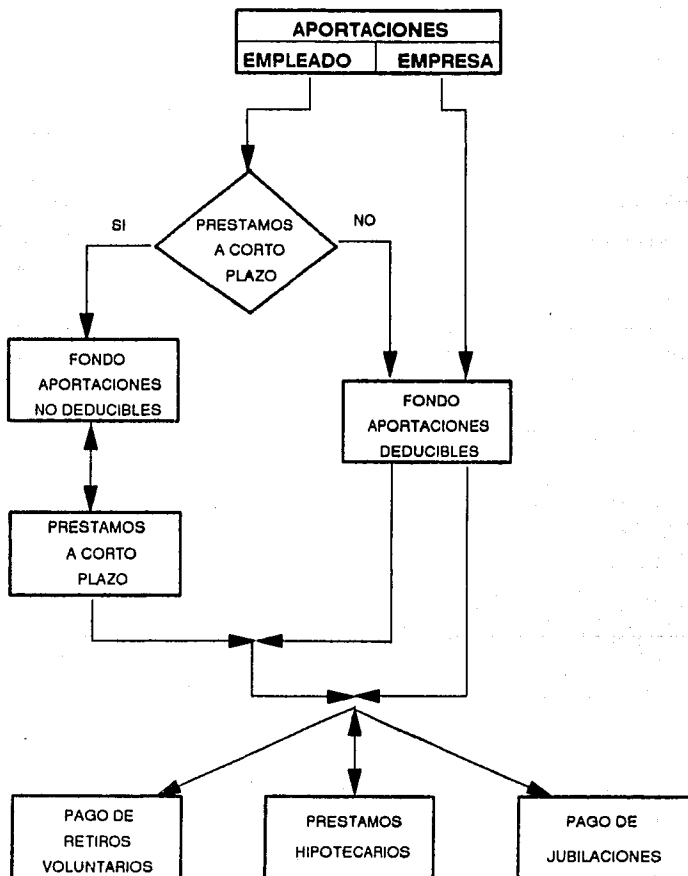 APORTACIONES
EMPLEADO EMPRESA
PRESTAMOS
A CORTO
PLAZO
SI
NO
FONDO
APORTACIONES
NO DEDUCIBLES
FONDO
APORTACIONES
DEDUCIBLES
PRESTAMOS
A CORTO
PLAZO
PAGO DE
RETIROS
VOLUNTARIOS
PRESTAMOS
HIPOTECARIOS
PAGO DE
JUBILACIONES